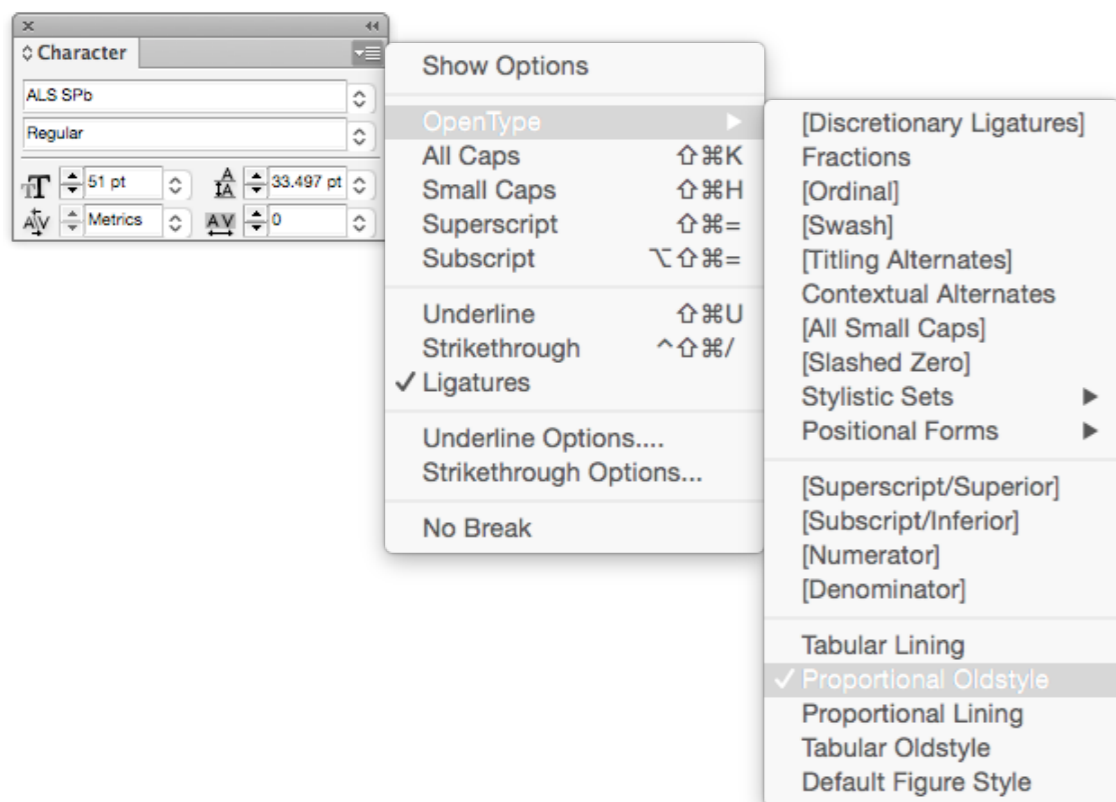 Character
ALS SPb
Regular
51 pt
33.497 pt
Metrics
0
Show Options
OpenType
All Caps ⇧⌘K
Small Caps ⇧⌘H
Superscript ⇧⌘=
Subscript ⌥⇧⌘=
Underline ⇧⌘U
Strikethrough ^⇧⌘/
✓ Ligatures
Underline Options....
Strikethrough Options...
No Break
[Discretionary Ligatures]
Fractions
[Ordinal]
[Swash]
[Titling Alternates]
Contextual Alternates
[All Small Caps]
[Slashed Zero]
Stylistic Sets
Positional Forms
[Superscript/Superior]
[Subscript/Inferior]
[Numerator]
[Denominator]
Tabular Lining
✓ Proportional Oldstyle
Proportional Lining
Tabular Oldstyle
Default Figure Style